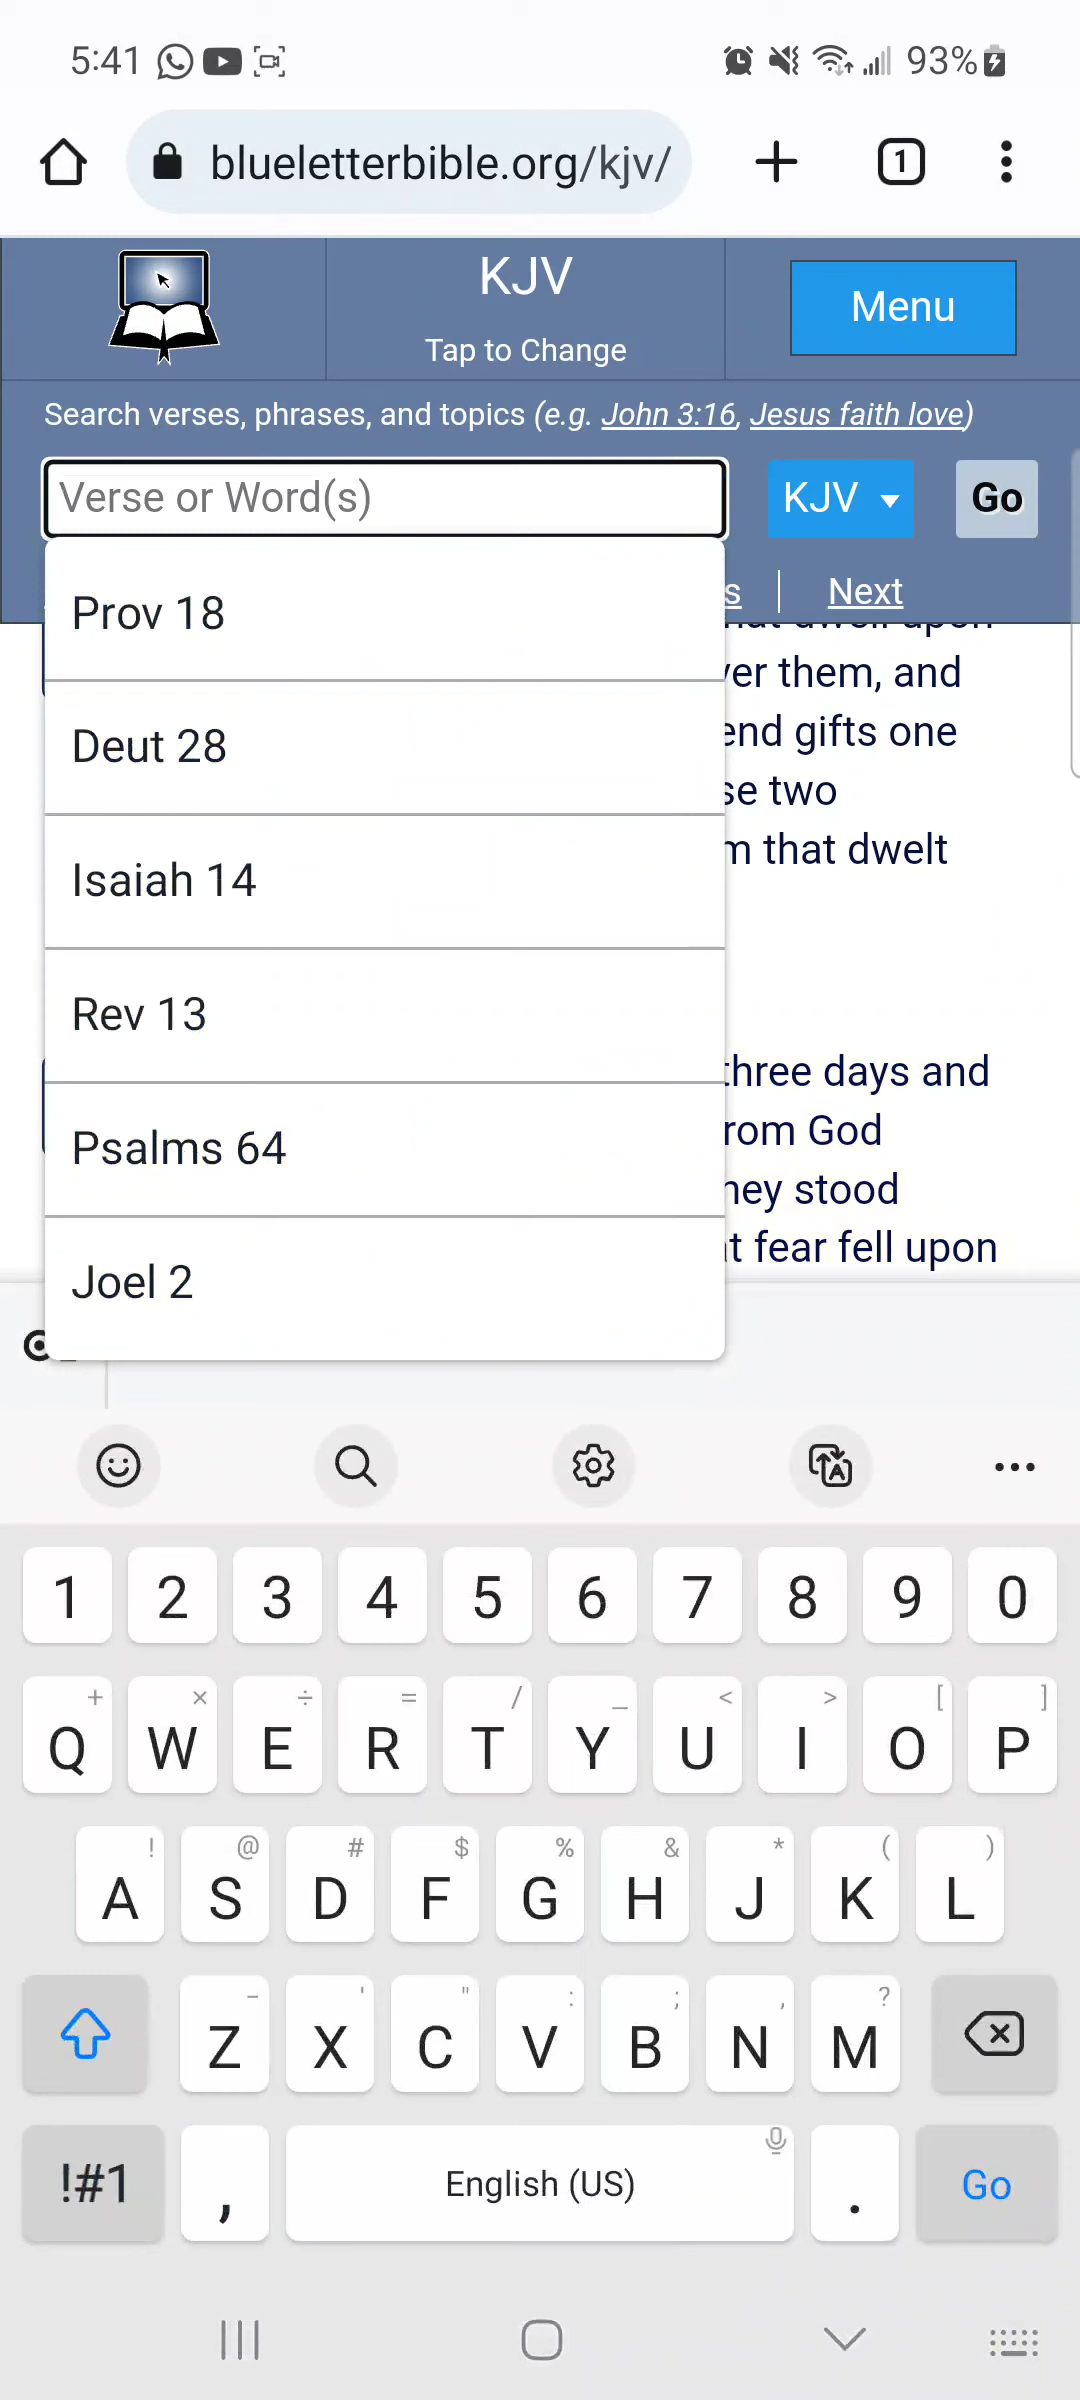 5:41 93%
blueletterbible.org/kjv/ 1
KJV
Tap to Change
Menu
Search verses, phrases, and topics (e.g. John 3:16, Jesus faith love)
Verse or Word(s) KJV Go
Next
Prov 18
er them, and
end gifts one
Deut 28
se two
that dwelt
Isaiah 14
Rev 13
three days and
rom God
Psalms 64
hey stood
fear fell upon
Joel 2
1 2 3 4 5 6 7 8 9 0
+ × ÷ = / _ < > [ ]
Q W E R T Y U I O P
! @ # $ % & * ( )
A S D F G H J K L
- ' " : ; , ?
Z X C V B N M
!#1 , English (US) . Go